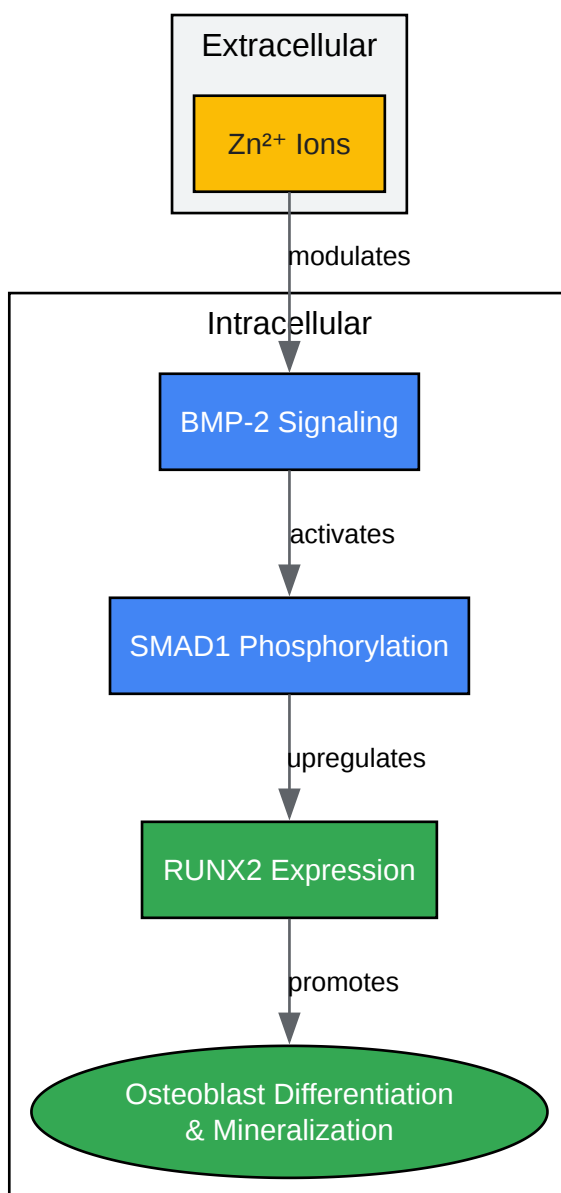 Extracellular
Zn²⁺ Ions
modulates
Intracellular
BMP-2 Signaling
activates
SMAD1 Phosphorylation
upregulates
RUNX2 Expression
promotes
Osteoblast Differentiation
& Mineralization